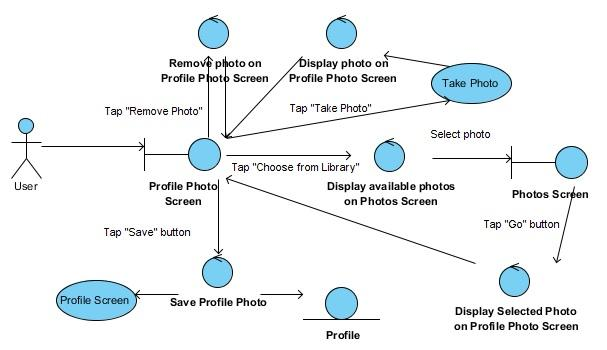 Remove photo on
Profile Photo Screen
Display photo on
Profile Photo Screen
Take Photo
Tap "Remove Photo"
Tap "Take Photo"
Select photo
User
Tap "Choose from Library"
Profile Photo
Screen
Display available photos
on Photos Screen
Photos Screen
Tap "Save" button
Tap "Go" button
Profile Screen
Save Profile Photo
Display Selected Photo
on Profile Photo Screen
Profile